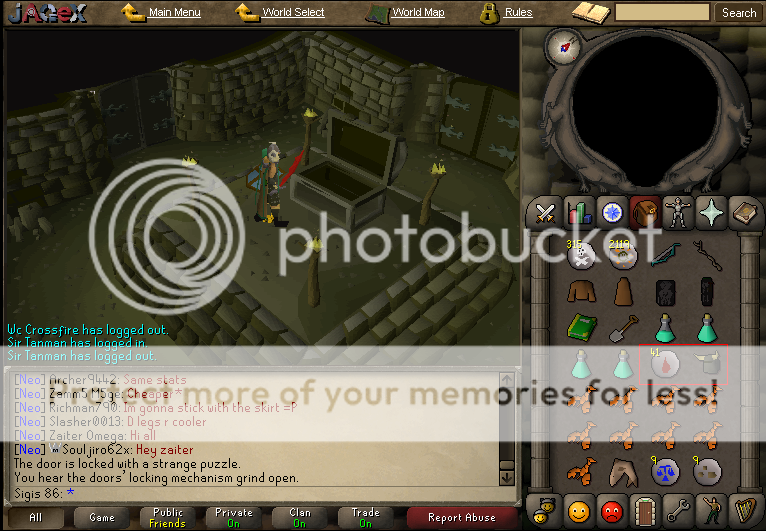 JAGEX Main Menu World Select World Map Rules Search
315 2119
Wc Crossfire has logged out.
Sir Tanman has logged in.
Sir Tanman has logged out.
photobucket
41
[Neo] Archer9442: Same stats
[Neo] Zamm5 M5ge: Cheaper*
more of your memories for less!
[Neo] Richman790: Im gonna stick with the skirt =P
[Neo] Slasher0013: D legs r cooler
[Neo] Zaiter Omega: Hi all
[Neo] Souljiro62x: Hey zaiter
The door is locked with a strange puzzle.
You hear the doors' locking mechanism grind open.
9 9
Sigis 86: *
All Game Public Private Clan Trade Report Abuse
Friends On On On